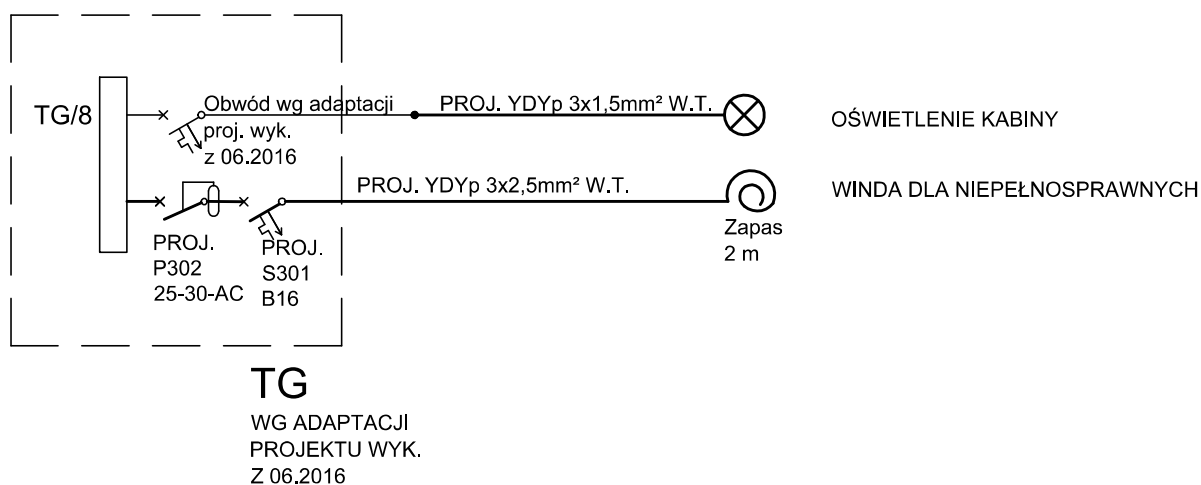 TG/8
Obwód wg adaptacji
proj. wyk.
z 06.2016
PROJ. YDYp 3x1,5mm² W.T.
OŚWIETLENIE KABINY
PROJ. YDYp 3x2,5mm² W.T.
WINDA DLA NIEPEŁNOSPRAWNYCH
Zapas
2 m
PROJ.
P302
25-30-AC
PROJ.
S301
B16
TG
WG ADAPTACJI
PROJEKTU WYK.
Z 06.2016